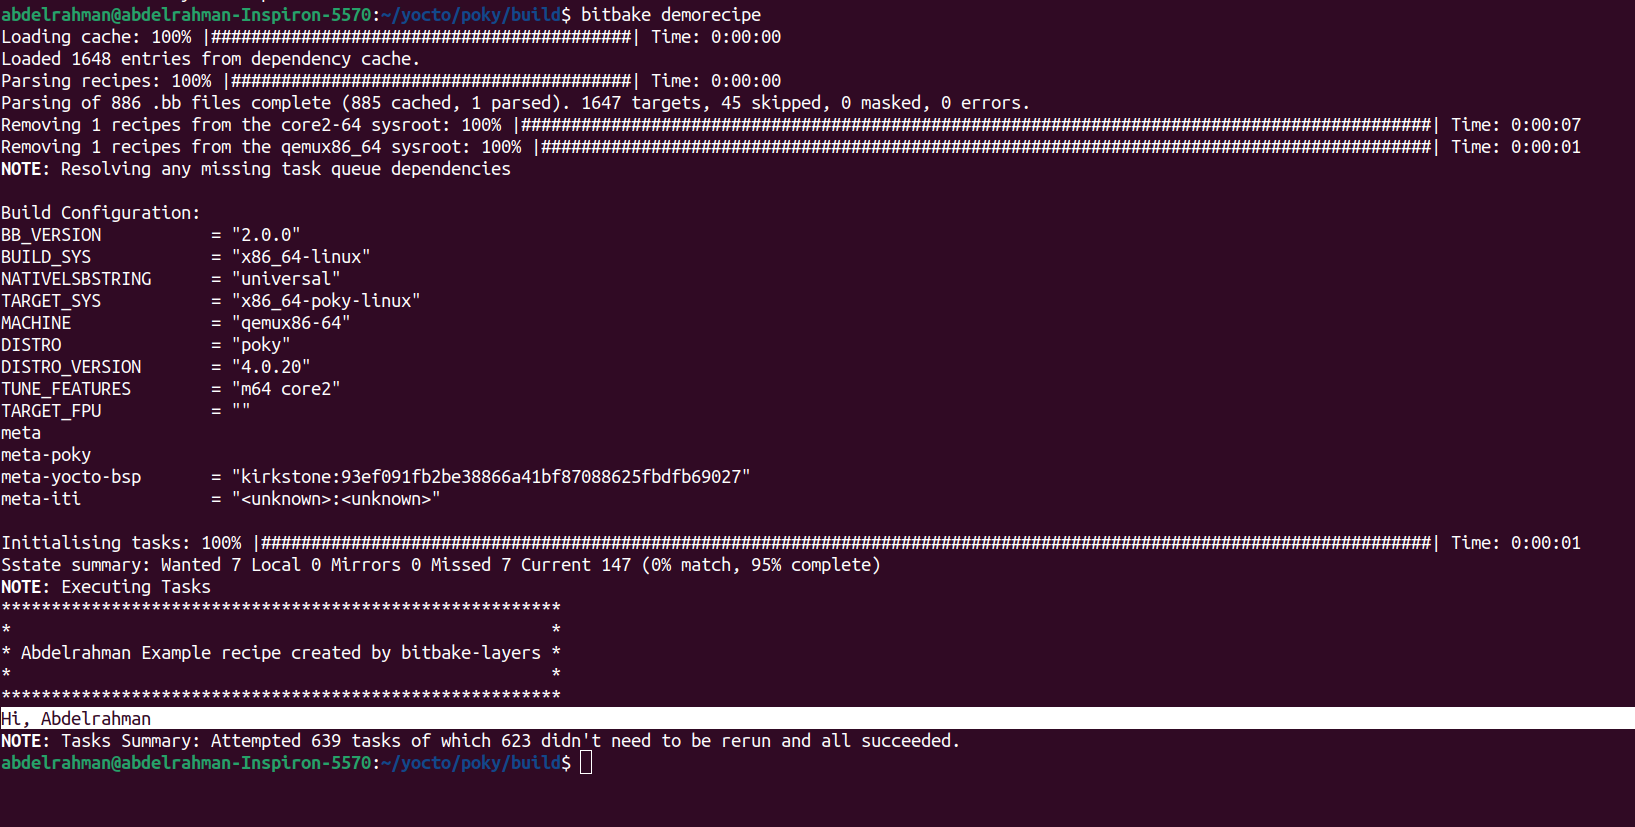 abdelrahman@abdelrahman-Inspiron-5570:~/yocto/poky/build$ bitbake demorecipe
Loading cache: 100% |##########################################| Time: 0:00:00
Loaded 1648 entries from dependency cache.
Parsing recipes: 100% |########################################| Time: 0:00:00
Parsing of 886 .bb files complete (885 cached, 1 parsed). 1647 targets, 45 skipped, 0 masked, 0 errors.
Removing 1 recipes from the core2-64 sysroot: 100% |###########################################################################################| Time: 0:00:07
Removing 1 recipes from the qemux86_64 sysroot: 100% |#########################################################################################| Time: 0:00:01
NOTE: Resolving any missing task queue dependencies
Build Configuration:
BB_VERSION           = "2.0.0"
BUILD_SYS            = "x86_64-linux"
NATIVELSBSTRING      = "universal"
TARGET_SYS           = "x86_64-poky-linux"
MACHINE              = "qemux86-64"
DISTRO               = "poky"
DISTRO_VERSION       = "4.0.20"
TUNE_FEATURES        = "m64 core2"
TARGET_FPU           = ""
meta
meta-poky
meta-yocto-bsp       = "kirkstone:93ef091fb2be38866a41bf87088625fbdfb69027"
meta-iti             = "<unknown>:<unknown>"
Initialising tasks: 100% |#####################################################################################################################| Time: 0:00:01
Sstate summary: Wanted 7 Local 0 Mirrors 0 Missed 7 Current 147 (0% match, 95% complete)
NOTE: Executing Tasks
********************************************************
*                                                      *
* Abdelrahman Example recipe created by bitbake-layers *
*                                                      *
********************************************************
Hi, Abdelrahman
NOTE: Tasks Summary: Attempted 639 tasks of which 623 didn't need to be rerun and all succeeded.
abdelrahman@abdelrahman-Inspiron-5570:~/yocto/poky/build$